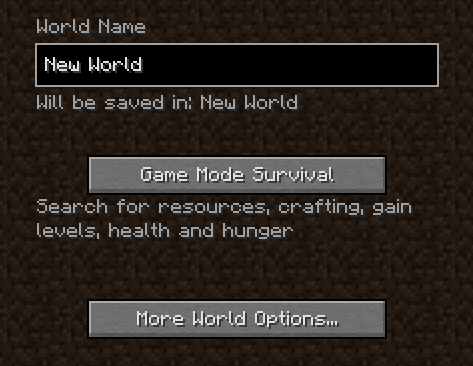 World Name
New World
Will be saved in: New World
Game Mode Survival
Search for resources, crafting, gain
levels, health and hunger
More World Options...